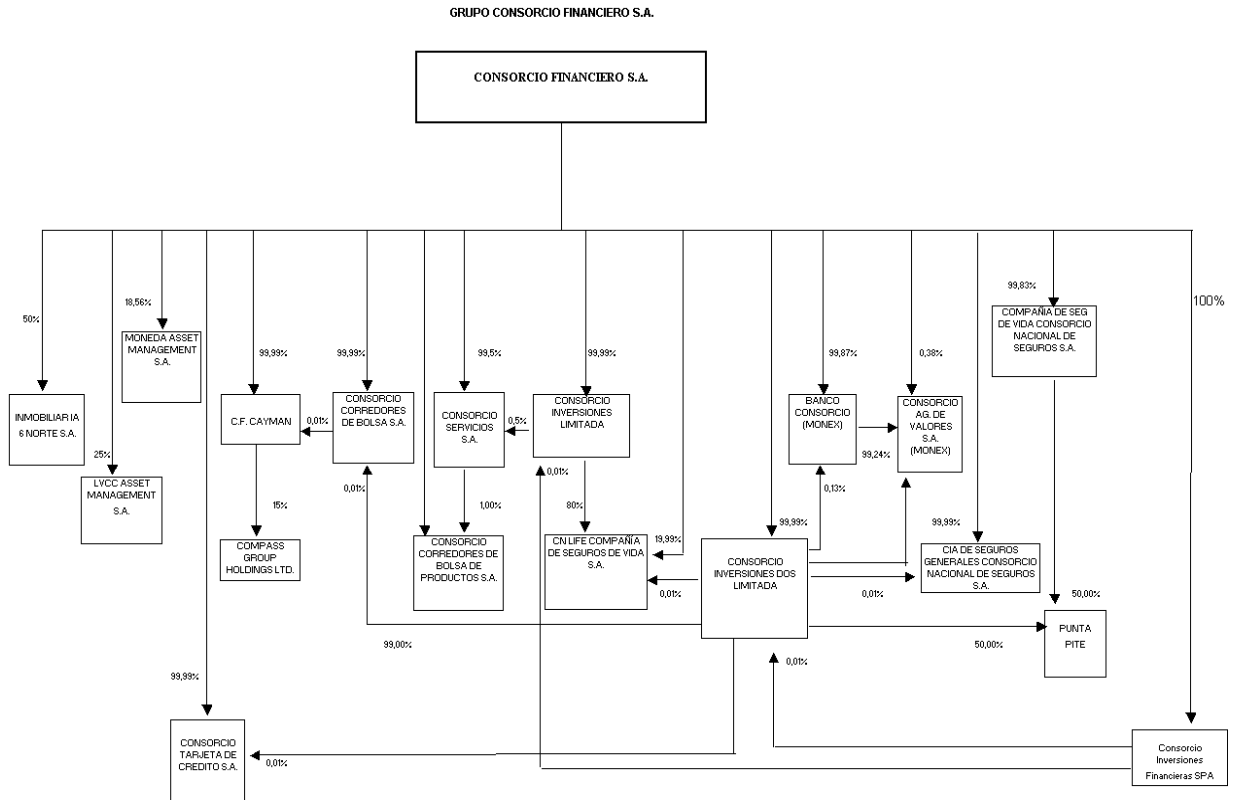 GRUPO CONSORCIO FINANCIERO S.A.
CONSORCIO FINANCIERO S.A.
50%
18,56%
99,83%
100%
MONEDA ASSET
MANAGEMENT
S.A.
COMPAÑIA DE SEG
DE VIDA CONSORCIO
NACIONAL DE
SEGUROS S.A.
99,99%
99,99%
99,5%
99,99%
99,87%
0,38%
INMOBILIAR IA
6 NORTE S.A.
C.F. CAYMAN
0,01%
CONSORCIO
CORREDORES
DE BOLSA S.A.
CONSORCIO
SERVICIOS
S.A.
0,5%
CONSORCIO
INVERSIONES
LIMITADA
BANCO
CONSORCIO
(MONEX)
99,24%
CONSORCIO
AG. DE
VALORES
S.A.
(MONEX)
25%
LVCC ASSET
MANAGEMENT
S.A.
15%
0,01%
1,00%
0,01%
80%
0,13%
COMPASS
GROUP
HOLDINGS LTD.
CONSORCIO
CORREDORES DE
BOLSA DE
PRODUCTOS S.A.
CN LIFE COMPAÑÍA
DE SEGUROS DE VIDA
S.A.
19,99%
0,01%
99,99%
CONSORCIO
INVERSIONES DOS
LIMITADA
99,99%
CIA DE SEGUROS
GENERALES CONSORCIO
NACIONAL DE SEGUROS
S.A.
0,01%
50,00%
PUNTA
PITE
99,00%
50,00%
0,01%
99,99%
CONSORCIO
TARJETA DE
CREDITO S.A.
0,01%
Consorcio
Inversiones
Financieras SPA